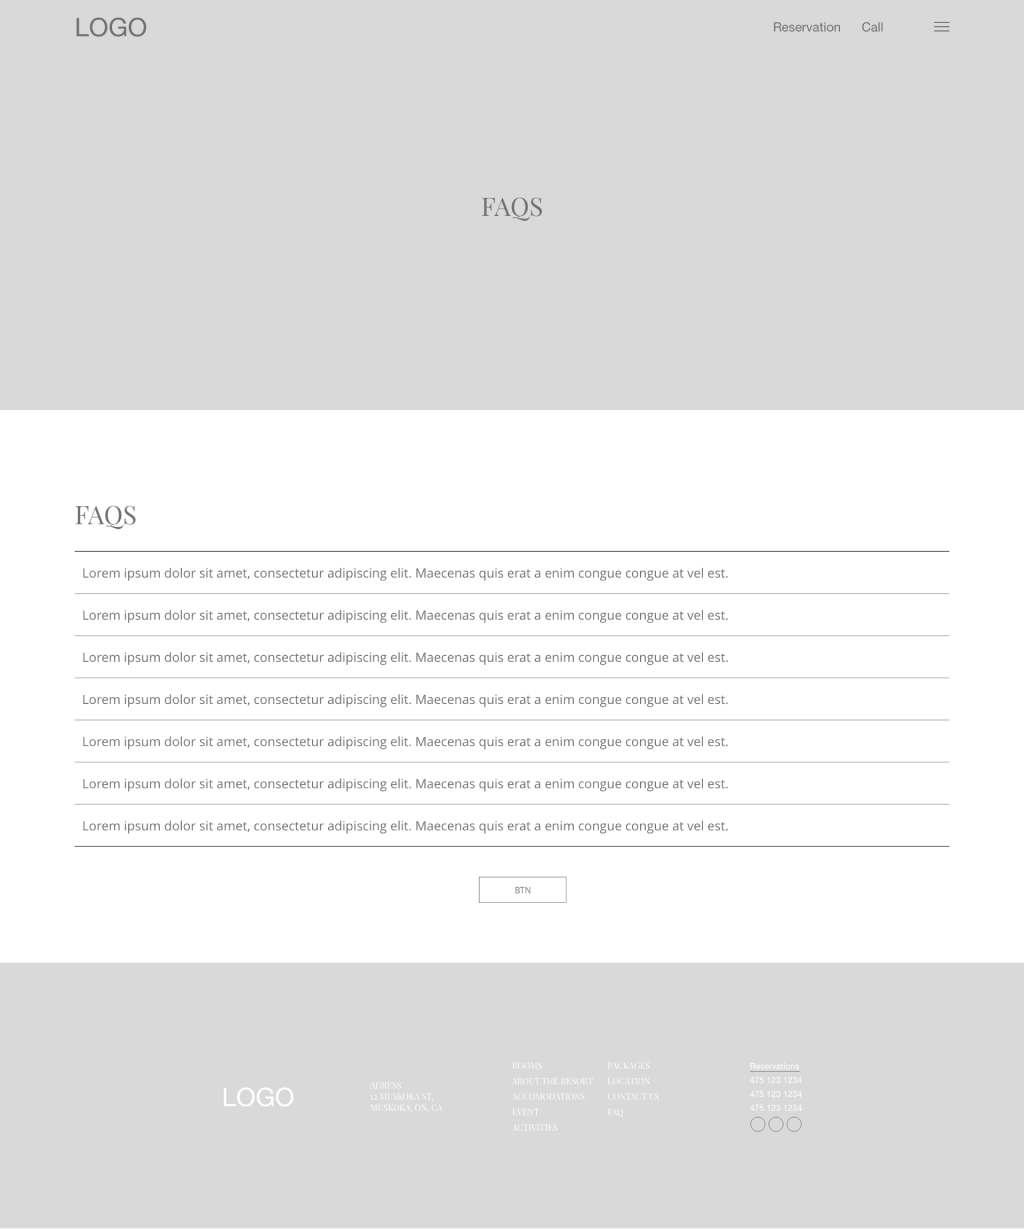 LOGO
Reservation
Call
FAQS
FAQS
Lorem ipsum dolor sit amet, consectetur adipiscing elit. Maecenas quis erat a enim congue congue at vel est.
Lorem ipsum dolor sit amet, consectetur adipiscing elit. Maecenas quis erat a enim congue congue at vel est.
Lorem ipsum dolor sit amet, consectetur adipiscing elit. Maecenas quis erat a enim congue congue at vel est.
Lorem ipsum dolor sit amet, consectetur adipiscing elit. Maecenas quis erat a enim congue congue at vel est.
Lorem ipsum dolor sit amet, consectetur adipiscing elit. Maecenas quis erat a enim congue congue at vel est.
Lorem ipsum dolor sit amet, consectetur adipiscing elit. Maecenas quis erat a enim congue congue at vel est.
Lorem ipsum dolor sit amet, consectetur adipiscing elit. Maecenas quis erat a enim congue congue at vel est.
BTN
LOGO
ADRESS
12 MUSKOKA ST,
MUSKOKA, ON, CA
ROOMS
ABOUT THE RESORT
ACCOMODATIONS
EVENT
ACTIVITIES
PACKAGES
LOCATION
CONTACT US
FAQ
Reservations
475 123 1234
475 123 1234
475 123 1234